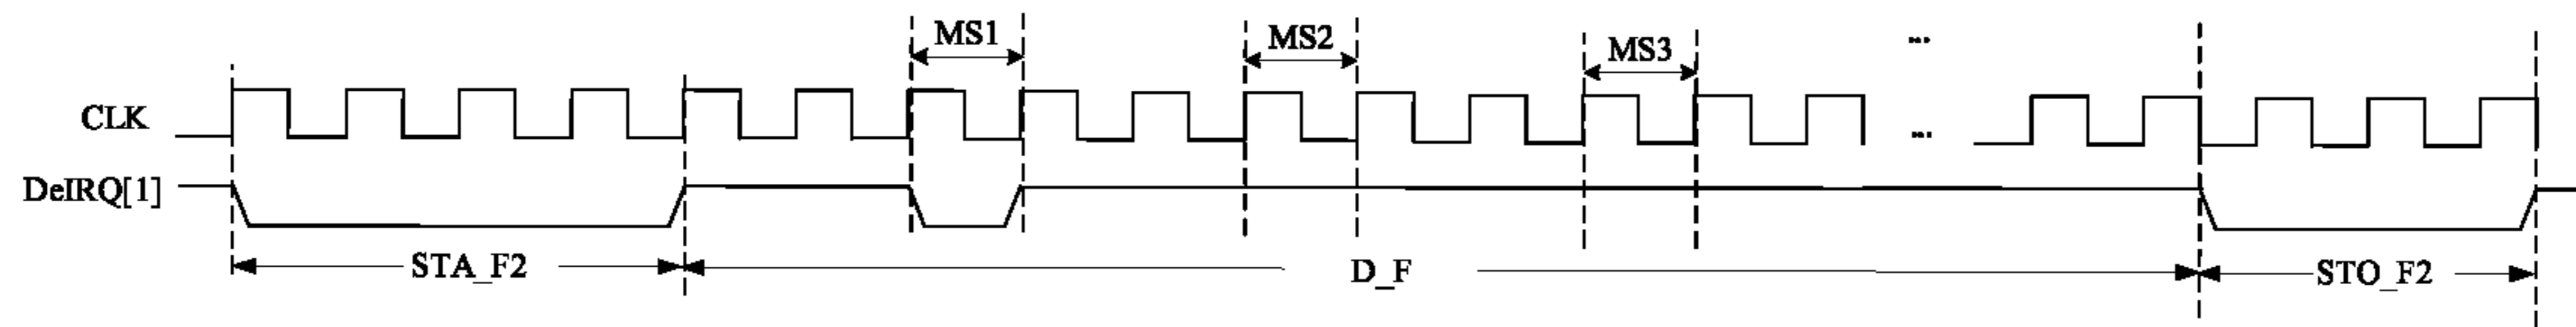 MS1 MS2 MS3 ...
CLK ...
DeIRQ[1]
STA_F2 D_F STO_F2